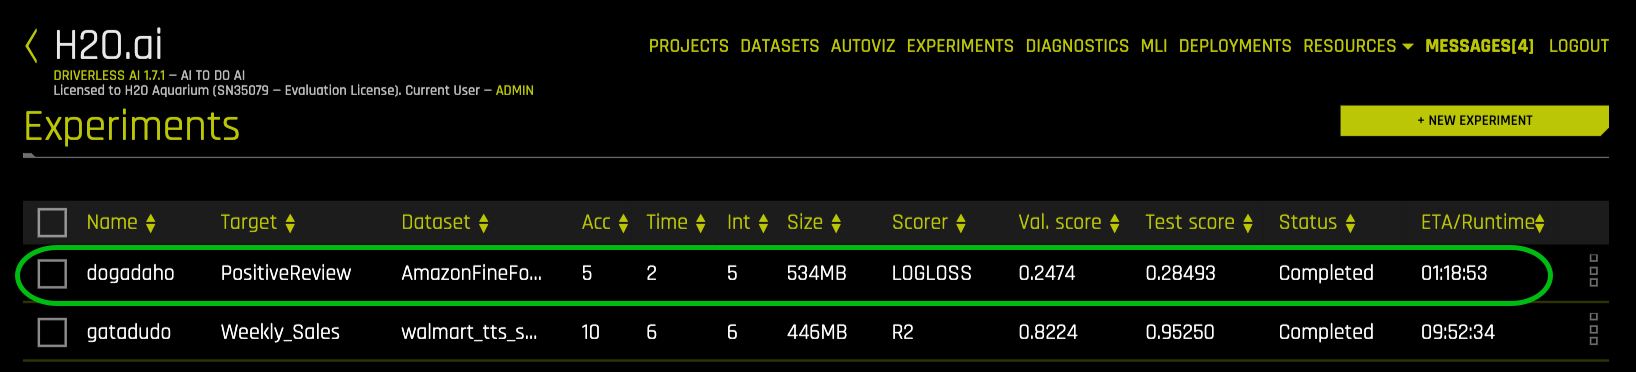 H2O.ai
DRIVERLESS AI 1.7.1 – AI TO DO AI
Licensed to H2O Aquarium (SN35079 – Evaluation License). Current User – ADMIN
PROJECTS DATASETS AUTOVIZ EXPERIMENTS DIAGNOSTICS MLI DEPLOYMENTS RESOURCES MESSAGES[4] LOGOUT
Experiments
+ NEW EXPERIMENT
Name Target Dataset Acc Time Int Size Scorer Val. score Test score Status ETA/Runtime
dogadaho PositiveReview AmazonFineFo... 5 2 5 534MB LOGLOSS 0.2474 0.28493 Completed 01:18:53
gatadudo Weekly_Sales walmart_tts_s... 10 6 6 446MB R2 0.8224 0.95250 Completed 09:52:34